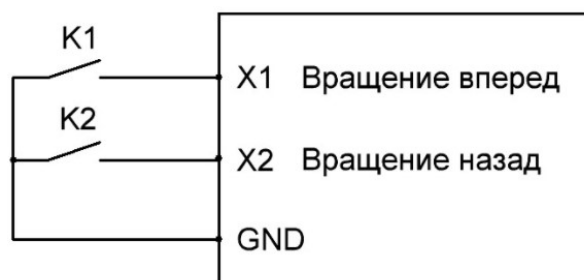 K1
X1 Вращение вперед
K2
X2 Вращение назад
GND